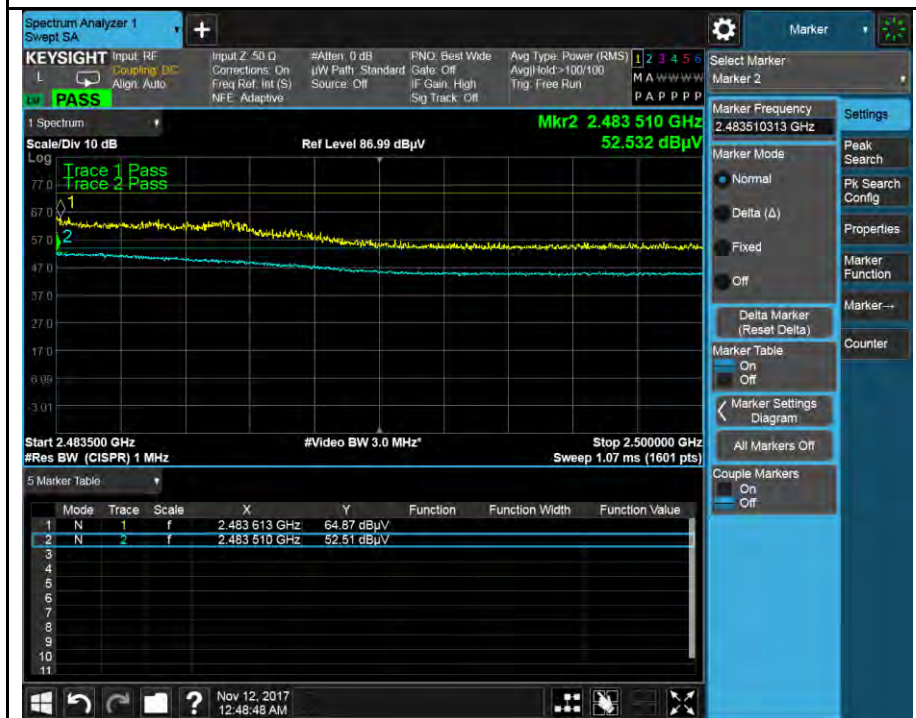 Spectrum Analyzer 1
Swept SA
+
Marker
KEYSIGHT
L
PASS
Input: RF
Coupling: DC
Align: Auto
Input Z: 50 Ω
Corrections: On
Freq Ref: Int (S)
NFE: Adaptive
#Atten: 0 dB
µW Path: Standard
Source: Off
PNO: Best Wide
Gate: Off
IF Gain: High
Sig Track: Off
Avg Type: Power (RMS)
Avg|Hold:>100/100
Trig: Free Run
1 2 3 4 5 6
M A W W W W
P A P P P P
1 Spectrum
Scale/Div 10 dB
Ref Level 86.99 dBµV
Mkr2 2.483 510 GHz
52.532 dBµV
Log
Trace 1 Pass
Trace 2 Pass
77.0
67.0
57.0
47.0
37.0
27.0
17.0
6.99
-3.01
1
2
Start 2.483500 GHz
#Video BW 3.0 MHz*
Stop 2.500000 GHz
#Res BW (CISPR) 1 MHz
Sweep 1.07 ms (1601 pts)
5 Marker Table
Mode Trace Scale X Y Function Function Width Function Value
1 N 1 f 2.483 613 GHz 64.87 dBµV
2 N 2 f 2.483 510 GHz 52.51 dBµV
3
4
5
6
7
8
9
10
11
Select Marker
Marker 2
Marker Frequency
2.483510313 GHz
Marker Mode
Normal
Delta (Δ)
Fixed
Off
Delta Marker
(Reset Delta)
Marker Table
On
Off
Marker Settings
Diagram
All Markers Off
Couple Markers
On
Off
Settings
Peak
Search
Pk Search
Config
Properties
Marker
Function
Marker→
Counter
?
Nov 12, 2017
12:48:48 AM